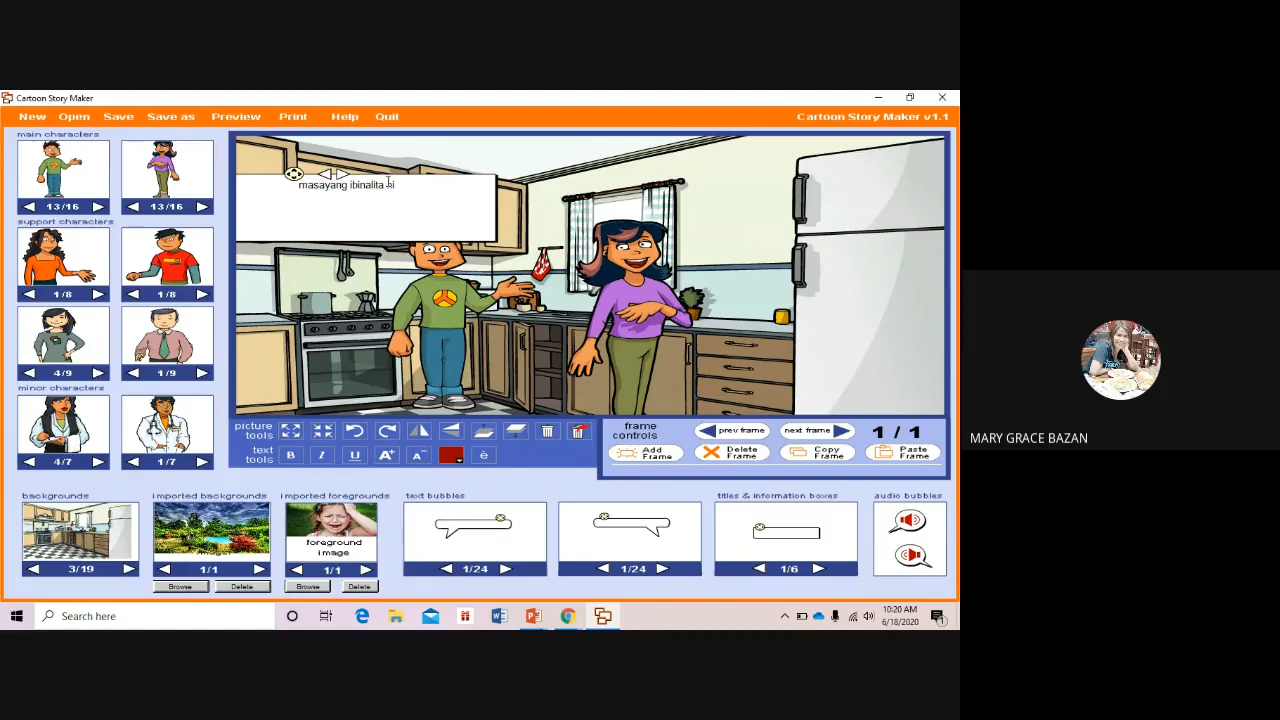 Cartoon Story Maker
New Open Save Save as Preview Print Help Quit Cartoon Story Maker v1.1
main characters
13/16 13/16
support characters
1/8 1/8
4/9 1/9
minor characters
4/7 1/7
masayang ibinalita ni
picture tools
text tools
B I U A+ A- è
frame controls
prev frame next frame 1 / 1
Add Frame Delete Frame Copy Frame Paste Frame
backgrounds imported backgrounds imported foregrounds text bubbles titles & information boxes audio bubbles
foreground
image
3/19 1/1 1/1 1/24 1/24 1/6
Browse Delete Browse Delete
Search here
10:20 AM
6/18/2020
MARY GRACE BAZAN